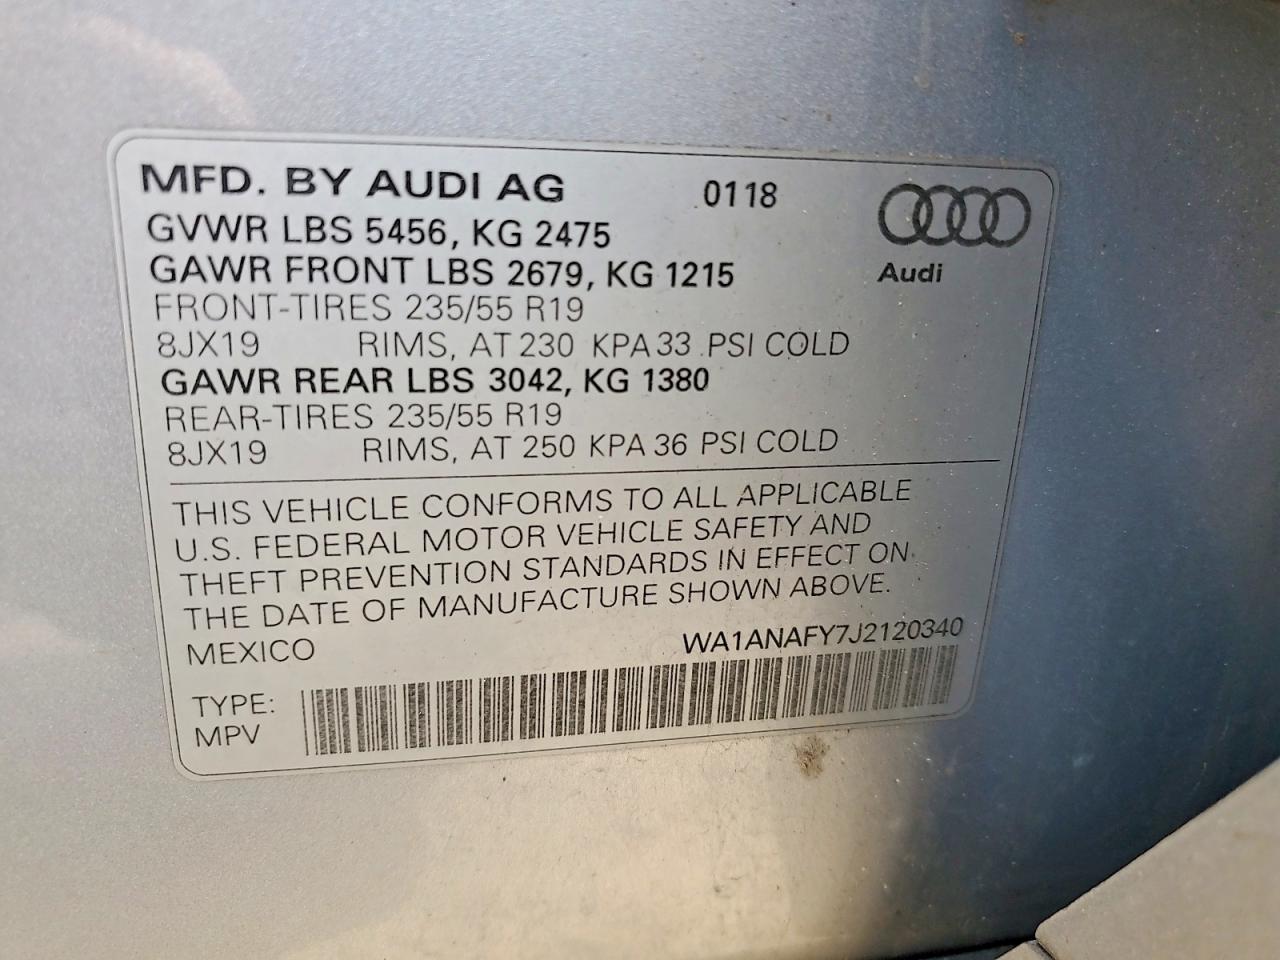 MFD. BY AUDI AG 0118
GVWR LBS 5456, KG 2475
GAWR FRONT LBS 2679, KG 1215
Audi
FRONT-TIRES 235/55 R19
8JX19 RIMS, AT 230 KPA 33 PSI COLD
GAWR REAR LBS 3042, KG 1380
REAR-TIRES 235/55 R19
8JX19 RIMS, AT 250 KPA 36 PSI COLD
THIS VEHICLE CONFORMS TO ALL APPLICABLE
U.S. FEDERAL MOTOR VEHICLE SAFETY AND
THEFT PREVENTION STANDARDS IN EFFECT ON
THE DATE OF MANUFACTURE SHOWN ABOVE.
MEXICO WA1ANAFY7J2120340
TYPE:
MPV